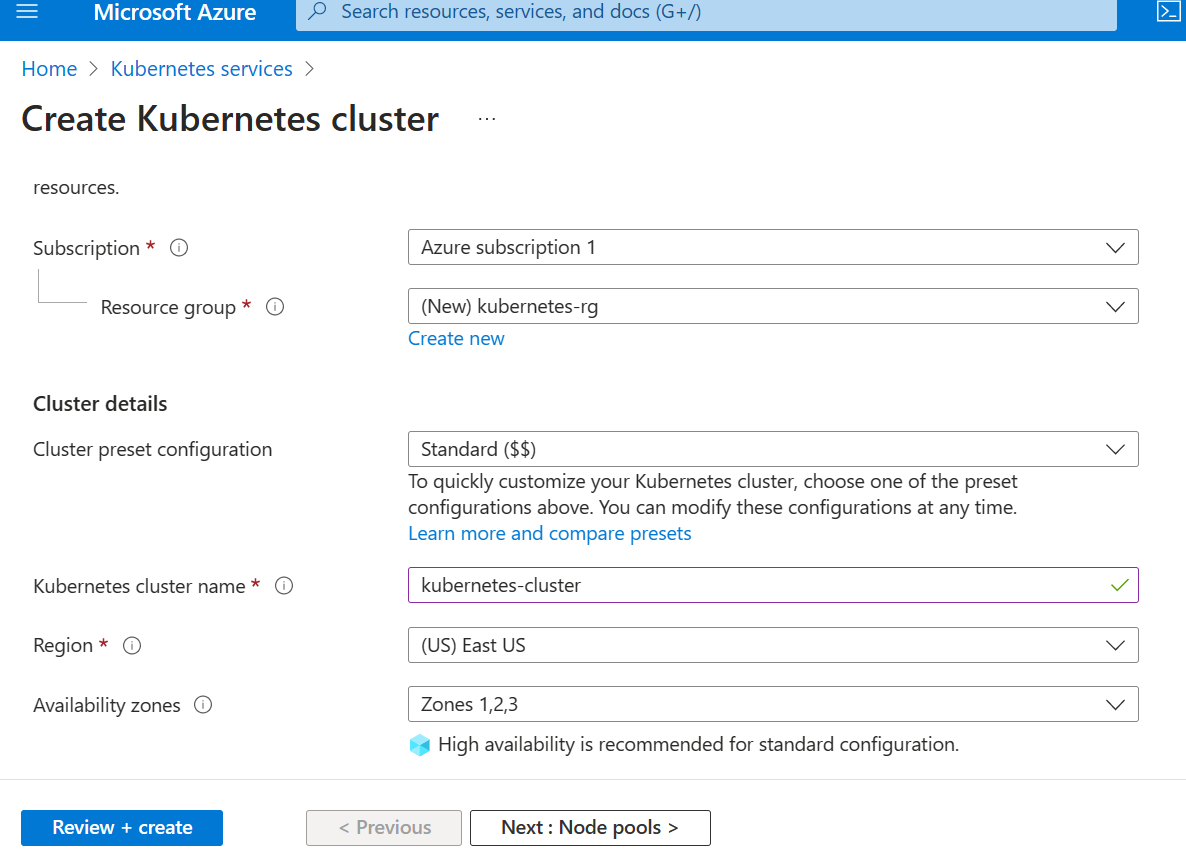 Microsoft Azure
Search resources, services, and docs (G+/)
Home > Kubernetes services >
Create Kubernetes cluster ...
resources.
Subscription *
Azure subscription 1
Resource group *
(New) kubernetes-rg
Create new
Cluster details
Cluster preset configuration
Standard ($$)
To quickly customize your Kubernetes cluster, choose one of the preset
configurations above. You can modify these configurations at any time.
Learn more and compare presets
Kubernetes cluster name *
kubernetes-cluster
Region *
(US) East US
Availability zones
Zones 1,2,3
High availability is recommended for standard configuration.
Review + create
< Previous
Next : Node pools >